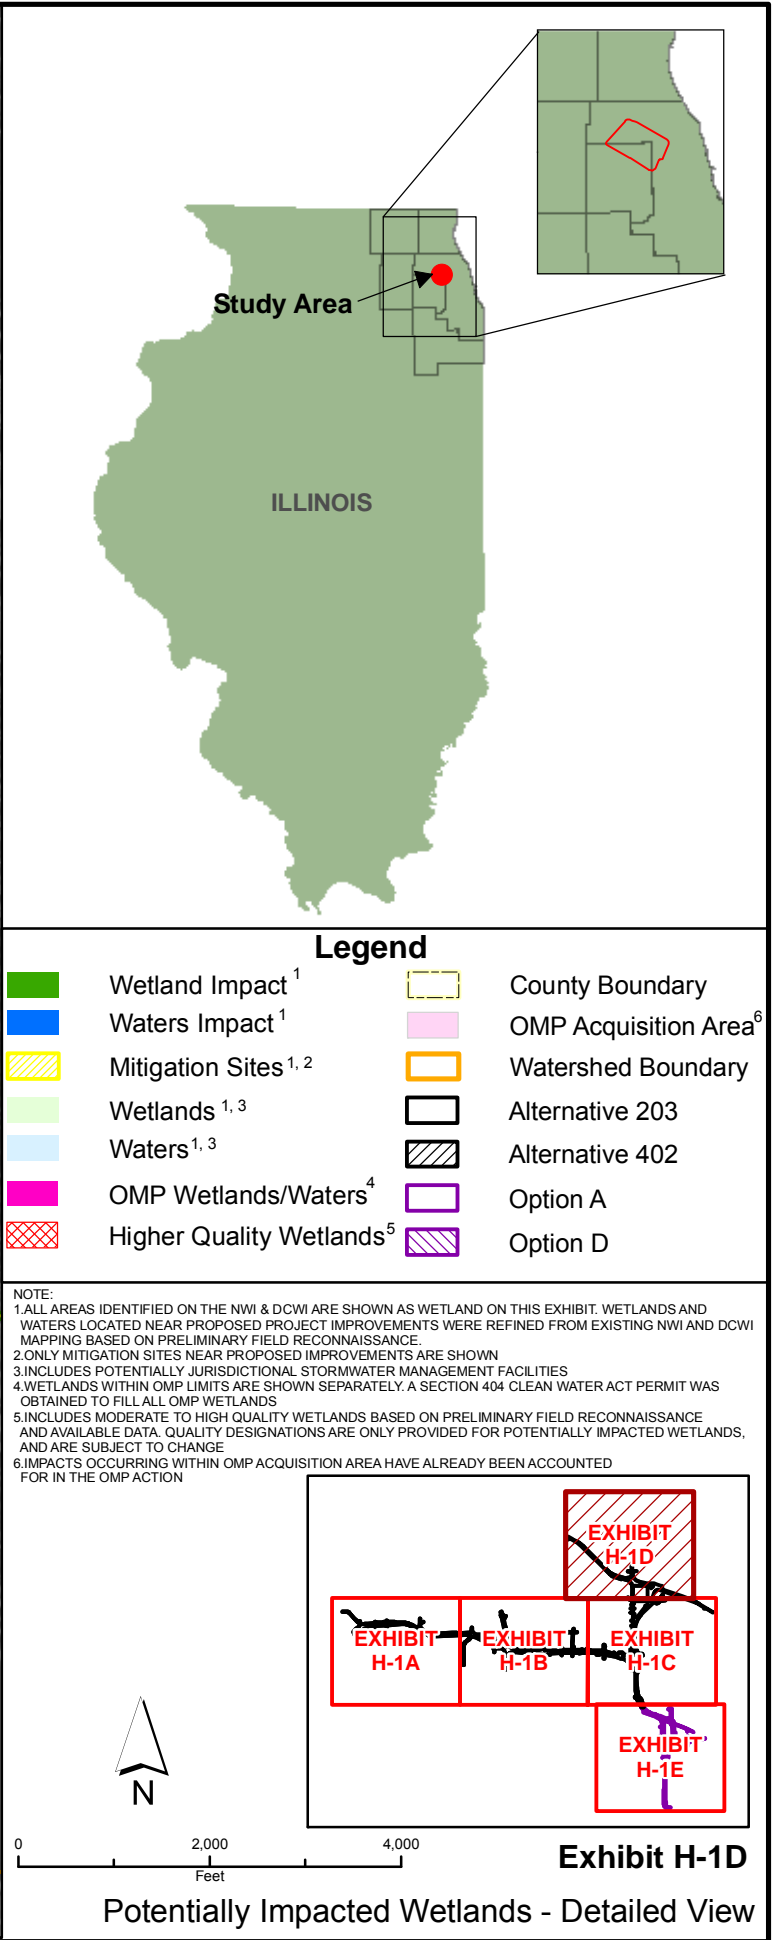 Study Area
ILLINOIS
Legend
Wetland Impact 1
Waters Impact 1
Mitigation Sites 1, 2
Wetlands 1, 3
Waters 1, 3
OMP Wetlands/Waters 4
Higher Quality Wetlands 5
County Boundary
OMP Acquisition Area 6
Watershed Boundary
Alternative 203
Alternative 402
Option A
Option D
NOTE:
1.ALL AREAS IDENTIFIED ON THE NWI & DCWI ARE SHOWN AS WETLAND ON THIS EXHIBIT. WETLANDS AND
WATERS LOCATED NEAR PROPOSED PROJECT IMPROVEMENTS WERE REFINED FROM EXISTING NWI AND DCWI
MAPPING BASED ON PRELIMINARY FIELD RECONNAISSANCE.
2.ONLY MITIGATION SITES NEAR PROPOSED IMPROVEMENTS ARE SHOWN
3.INCLUDES POTENTIALLY JURISDICTIONAL STORMWATER MANAGEMENT FACILITIES
4.WETLANDS WITHIN OMP LIMITS ARE SHOWN SEPARATELY. A SECTION 404 CLEAN WATER ACT PERMIT WAS
OBTAINED TO FILL ALL OMP WETLANDS
5.INCLUDES MODERATE TO HIGH QUALITY WETLANDS BASED ON PRELIMINARY FIELD RECONNAISSANCE
AND AVAILABLE DATA. QUALITY DESIGNATIONS ARE ONLY PROVIDED FOR POTENTIALLY IMPACTED WETLANDS,
AND ARE SUBJECT TO CHANGE
6.IMPACTS OCCURRING WITHIN OMP ACQUISITION AREA HAVE ALREADY BEEN ACCOUNTED
FOR IN THE OMP ACTION
EXHIBIT
H-1D
EXHIBIT
H-1A
EXHIBIT
H-1B
EXHIBIT
H-1C
EXHIBIT
H-1E
N
0 2,000 4,000
Feet
Exhibit H-1D
Potentially Impacted Wetlands - Detailed View